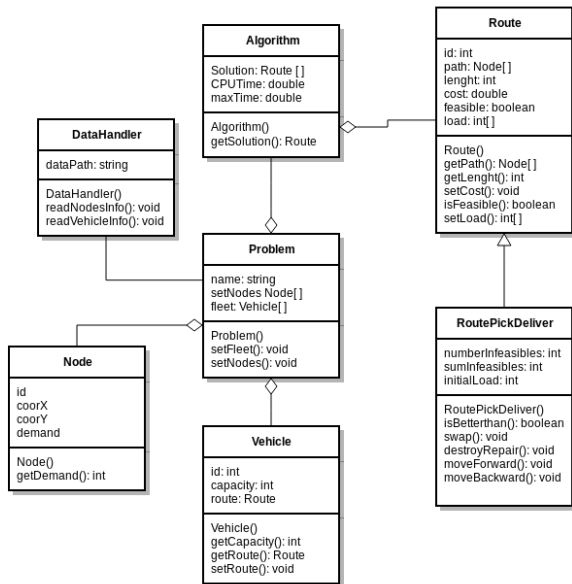 Algorithm
Solution: Route [ ]
CPUTime: double
maxTime: double
Algorithm()
getSolution(): Route
Route
id: int
path: Node[ ]
lenght: int
cost: double
feasible: boolean
load: int[ ]
Route()
getPath(): Node[ ]
getLenght(): int
setCost(): void
isFeasible(): boolean
setLoad(): int[ ]
DataHandler
dataPath: string
DataHandler()
readNodesInfo(): void
readVehicleInfo(): void
Problem
name: string
setNodes Node[ ]
fleet: Vehicle[ ]
Problem()
setFleet(): void
setNodes(): void
RoutePickDeliver
numberInfeasibles: int
sumInfeasibles: int
initialLoad: int
RoutePickDeliver()
isBetterthan(): boolean
swap(): void
destroyRepair(): void
moveForward(): void
moveBackward(): void
Node
id
coorX
coorY
demand
Node()
getDemand(): int
Vehicle
id: int
capacity: int
route: Route
Vehicle()
getCapacity(): int
getRoute(): Route
setRoute(): void